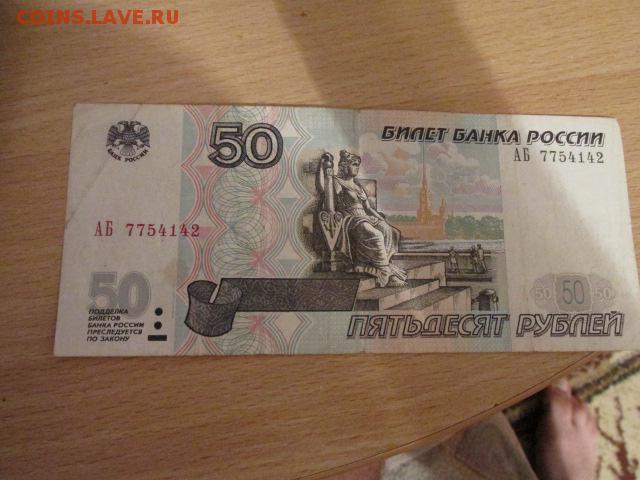 COINS.LAVE.RU
БИЛЕТ БАНКА РОССИИ
50
АБ 7754142
БАНК РОССИИ
АБ 7754142
50
50 50 50
ПОДДЕЛКА
БИЛЕТОВ
БАНКА РОССИИ
ПРЕСЛЕДУЕТСЯ
ПО ЗАКОНУ
ПЯТЬДЕСЯТ РУБЛЕЙ